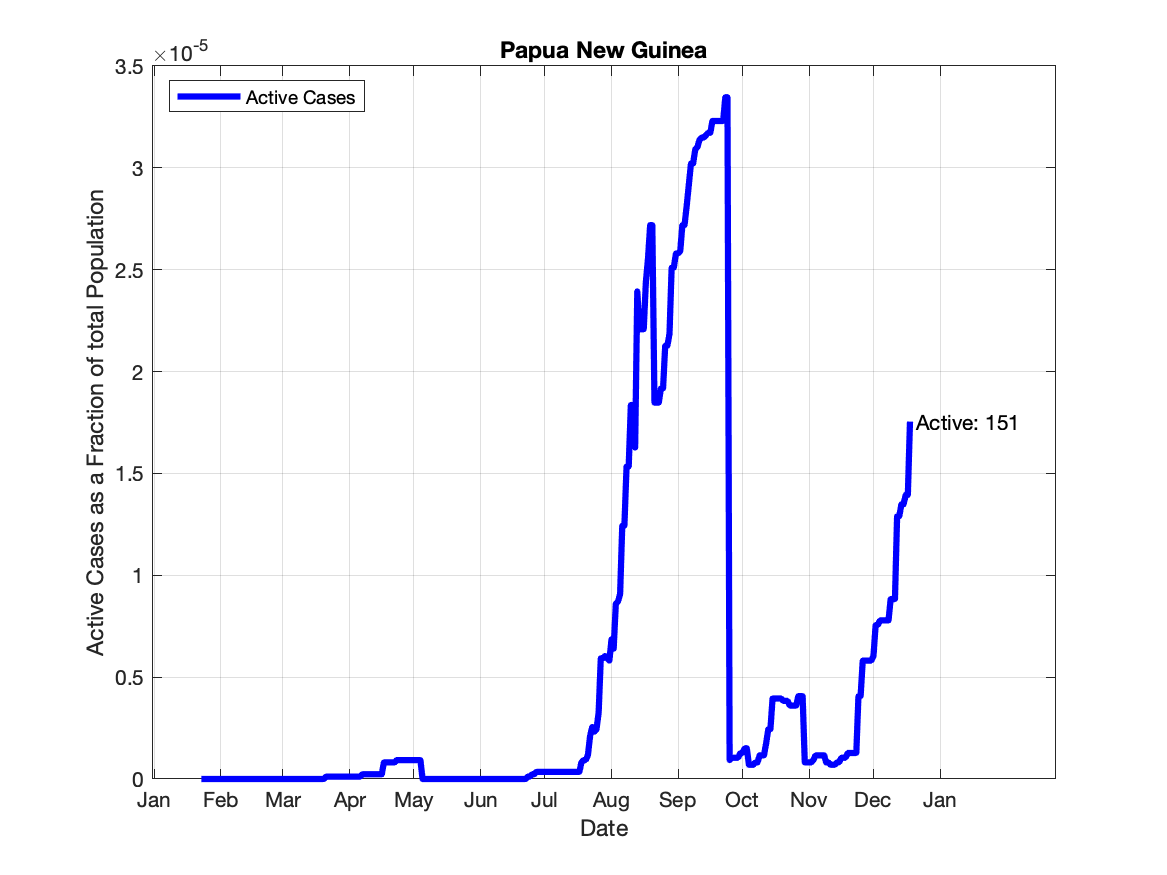 Papua New Guinea
×10-5
Active Cases
Active Cases as a Fraction of total Population
3.5
3
2.5
2
1.5
1
0.5
0
Active: 151
Jan Feb Mar Apr May Jun Jul Aug Sep Oct Nov Dec Jan
Date